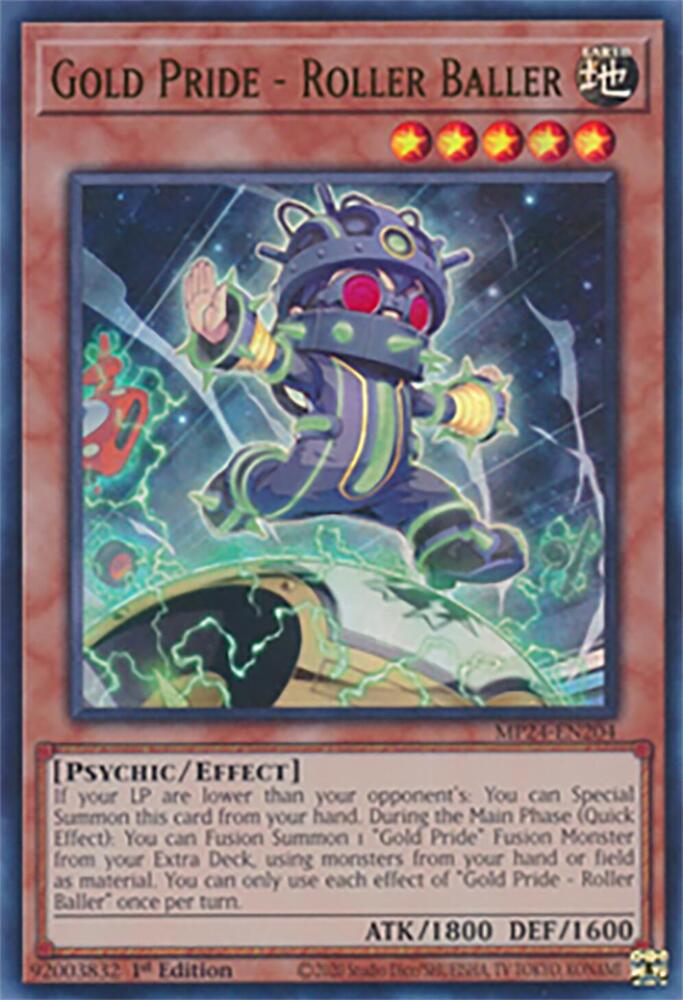 GOLD PRIDE - ROLLER BALLER
EARTH
地
MP24-EN204
[PSYCHIC/EFFECT]
If your LP are lower than your opponent's: You can Special
Summon this card from your hand. During the Main Phase (Quick
Effect): You can Fusion Summon 1 "Gold Pride" Fusion Monster
from your Extra Deck, using monsters from your hand or field
as material. You can only use each effect of "Gold Pride - Roller
Baller" once per turn.
ATK/1800 DEF/1600
92003832 1st Edition ©2020 Studio Dice/SHUEISHA, TV TOKYO, KONAMI